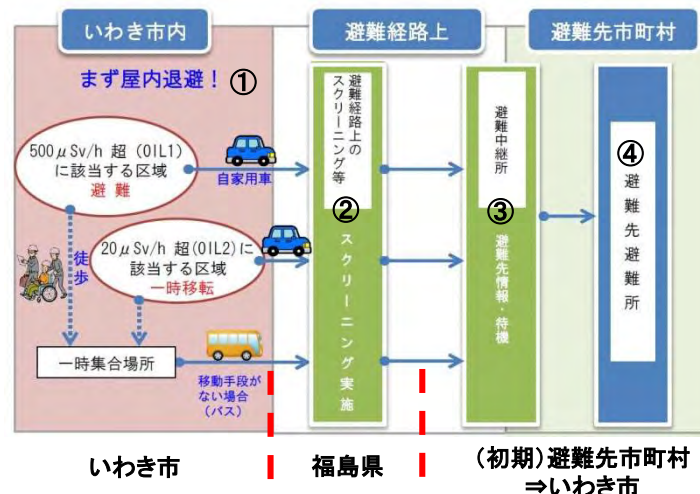 いわき市内
避難経路上
避難先市町村
まず屋内退避！ ①
500μSv/h 超（OIL1）
に該当する区域
避 難
自家用車
20μSv/h 超(OIL2)に
該当する区域
一時移転
徒歩
一時集合場所
移動手段が
ない場合
（バス）
避難経路上の
スクリーニング等
②
スクリーニング実施
避難中継所
③
避難先情報・待機
④
避難先避難所
いわき市
福島県
(初期)避難先市町村
⇒いわき市